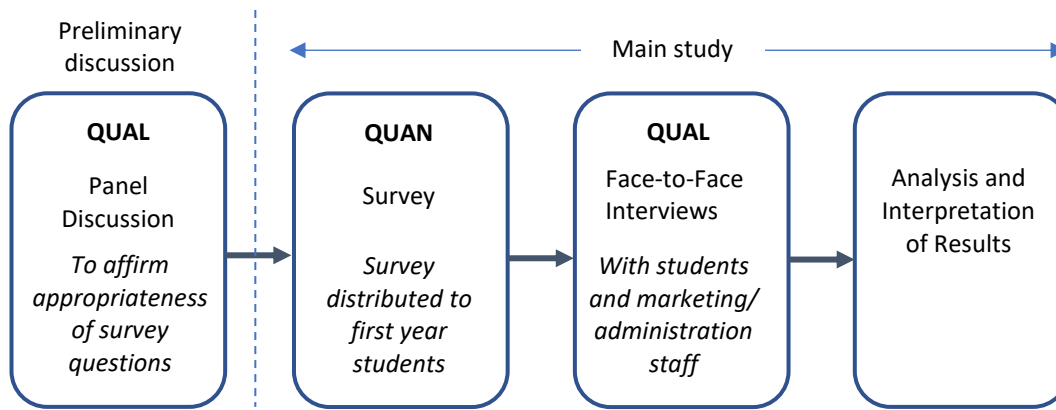 Preliminary
discussion
Main study
QUAL
Panel
Discussion
To affirm
appropriateness
of survey
questions
QUAN
Survey
Survey
distributed to
first year
students
QUAL
Face-to-Face
Interviews
With students
and marketing/
administration
staff
Analysis and
Interpretation
of Results